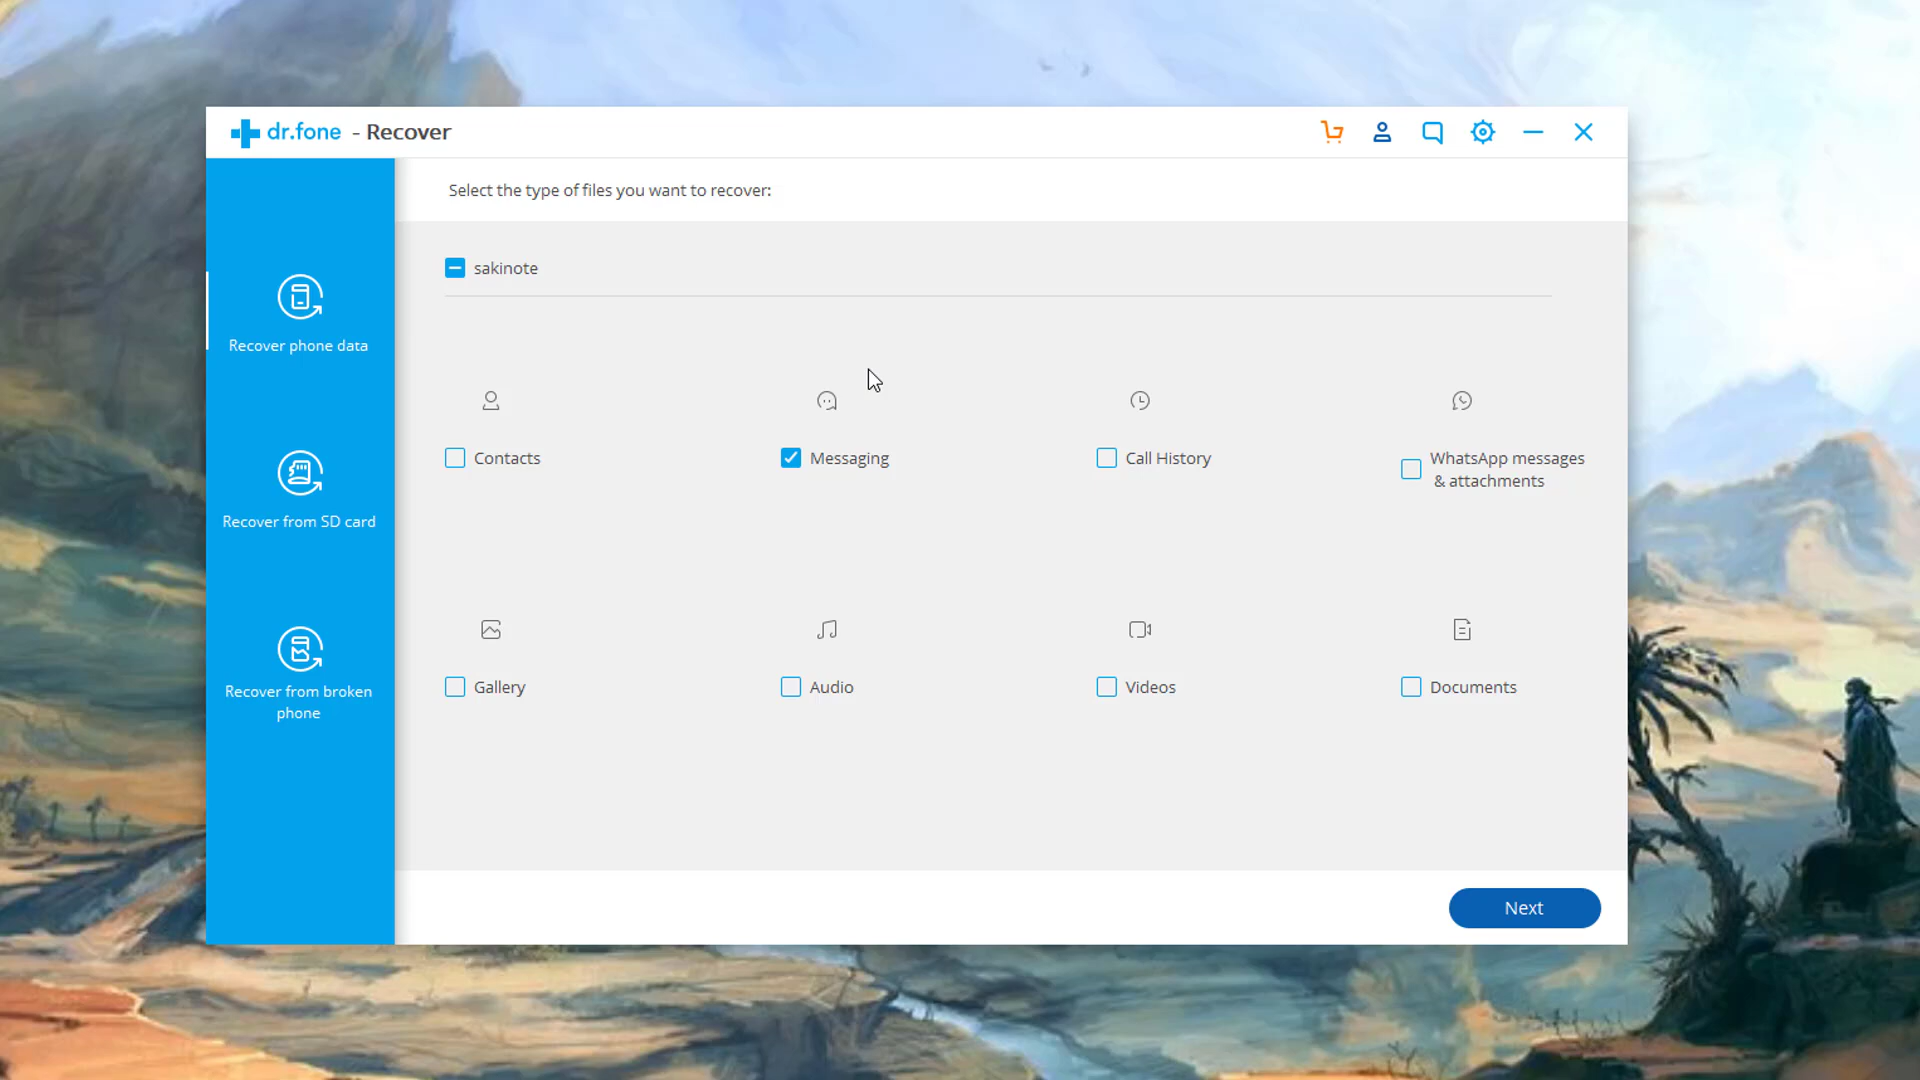 dr.fone - Recover
Select the type of files you want to recover:
sakinote
Recover phone data
Recover from SD card
Recover from broken
phone
Contacts
Messaging
Call History
WhatsApp messages
& attachments
Gallery
Audio
Videos
Documents
Next